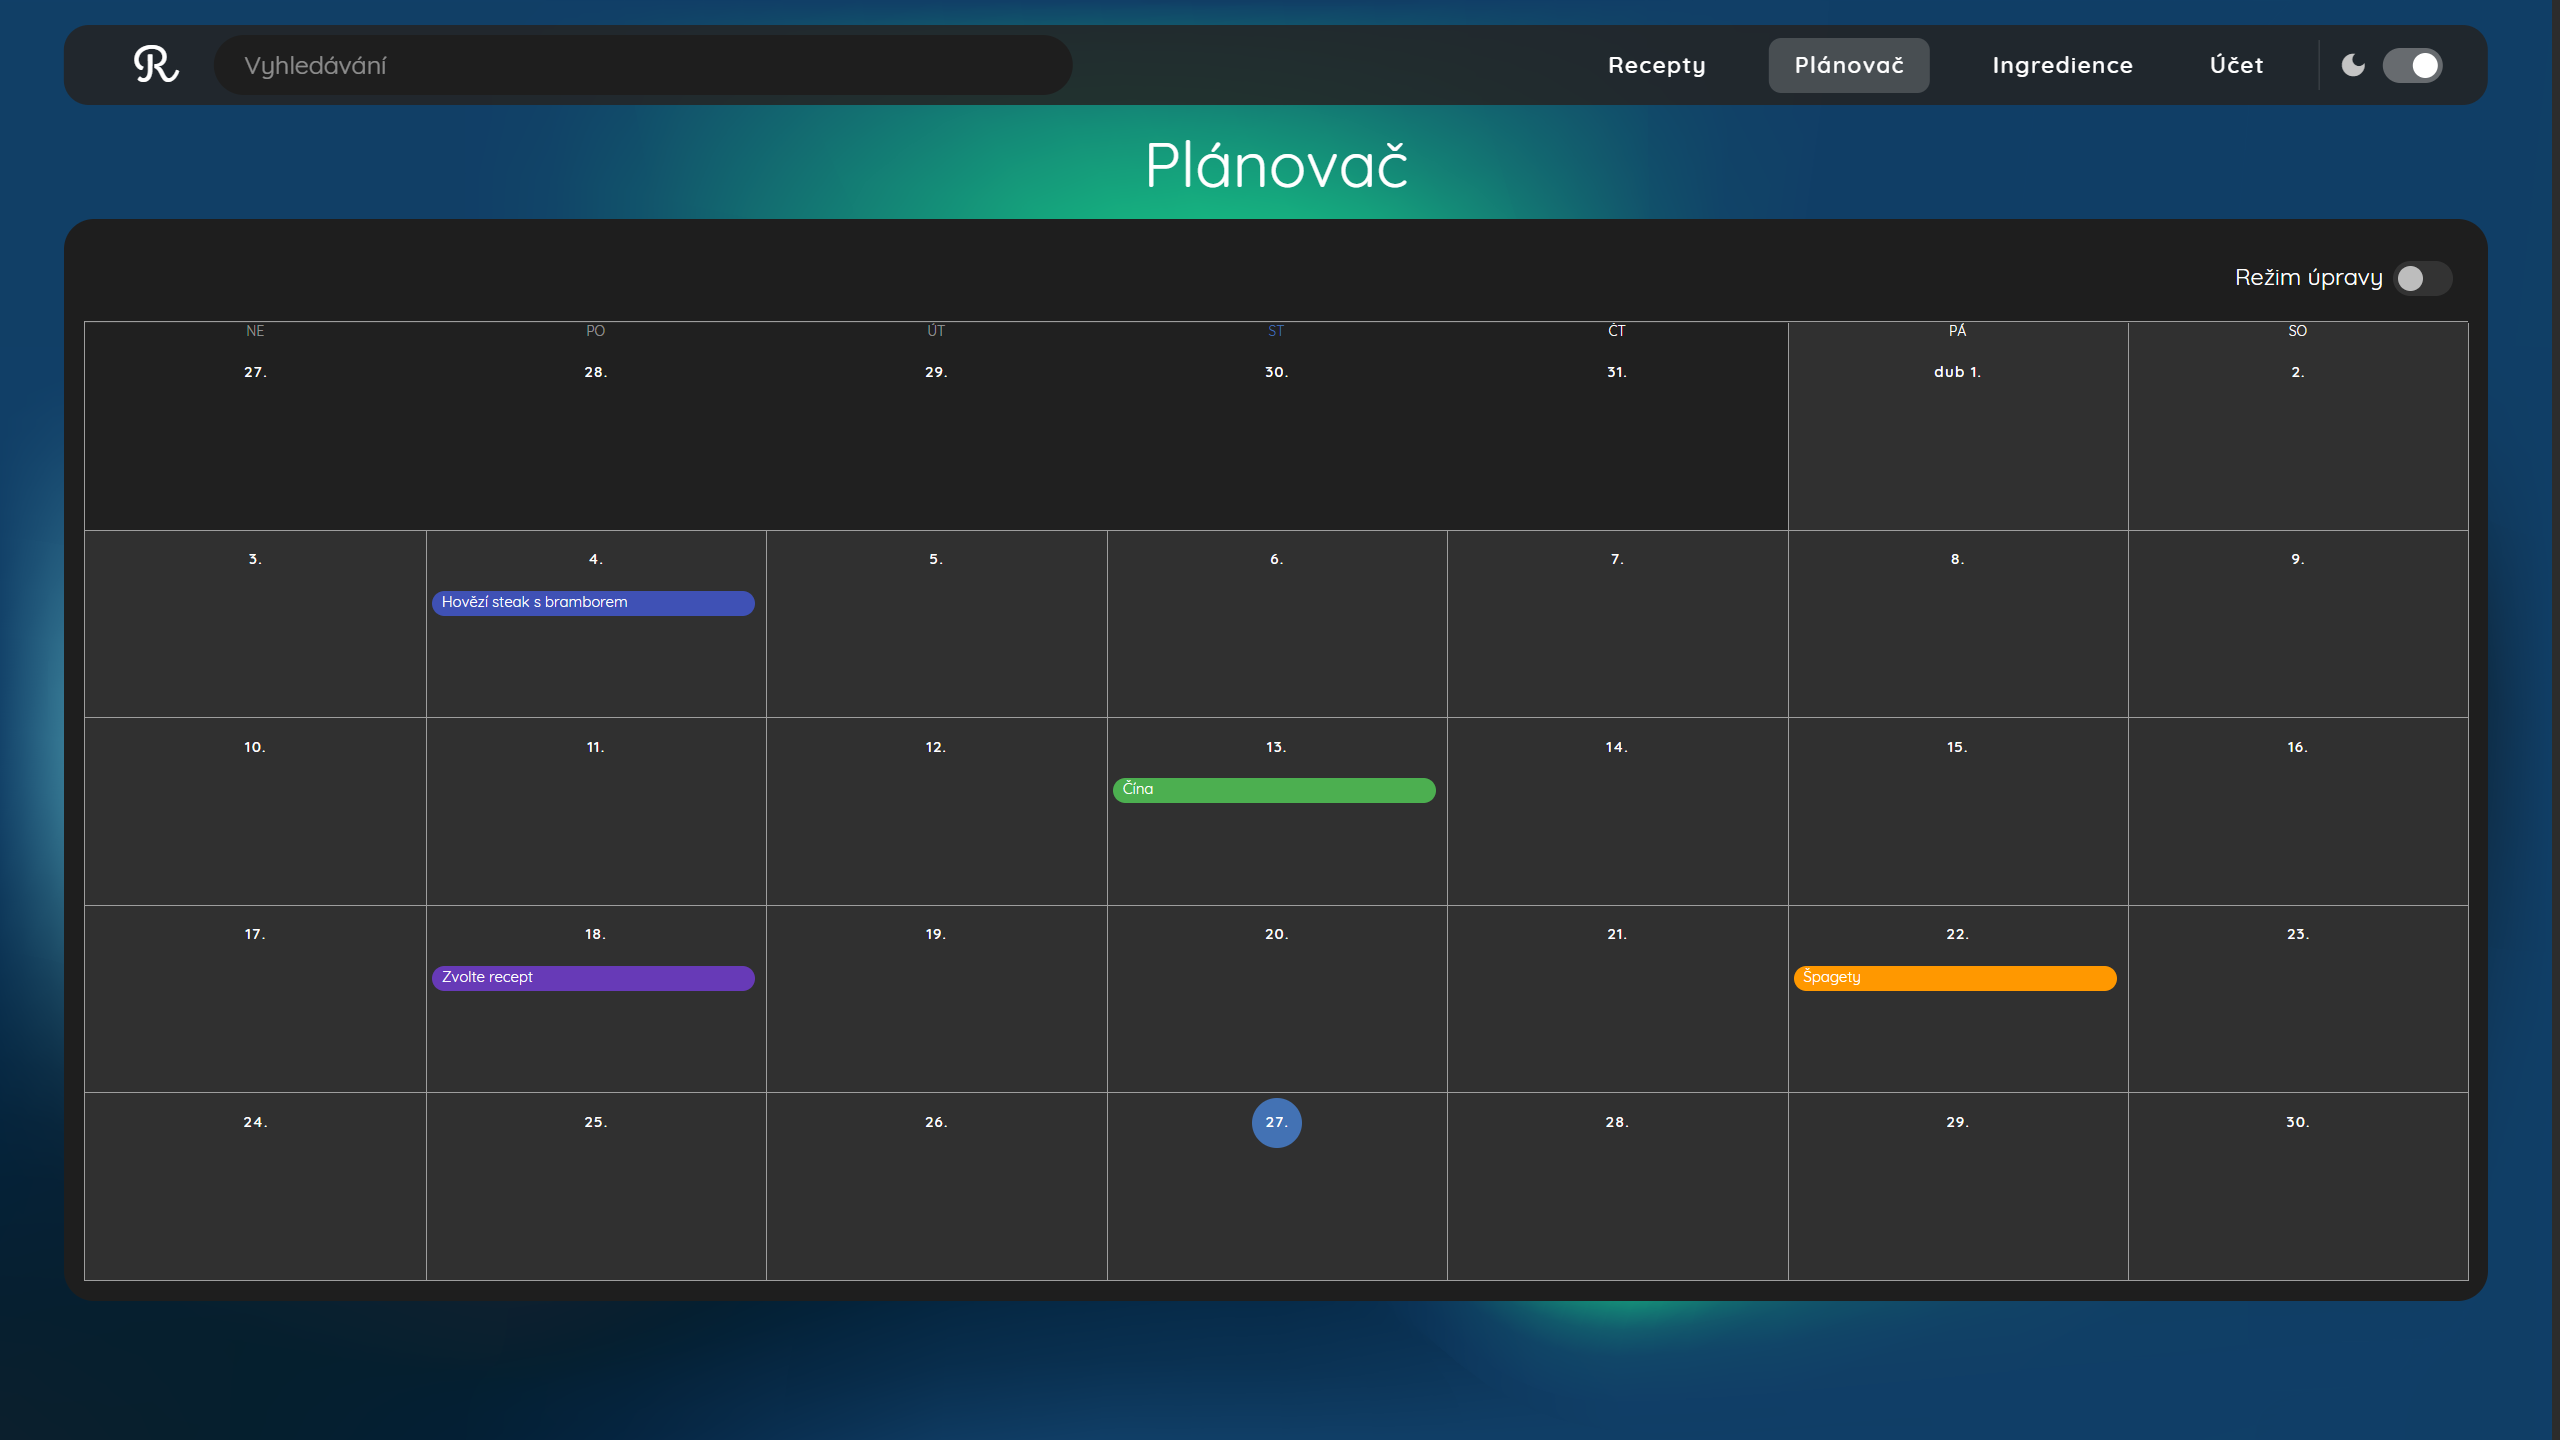 R Vyhledávání Recepty Plánovač Ingredience Účet
Plánovač
Režim úpravy
NE PO ÚT ST ČT PÁ SO
27. 28. 29. 30. 31. dub 1. 2.
3. 4. 5. 6. 7. 8. 9.
Hovězí steak s bramborem
10. 11. 12. 13. 14. 15. 16.
Čína
17. 18. 19. 20. 21. 22. 23.
Zvolte recept Špagety
24. 25. 26. 27. 28. 29. 30.